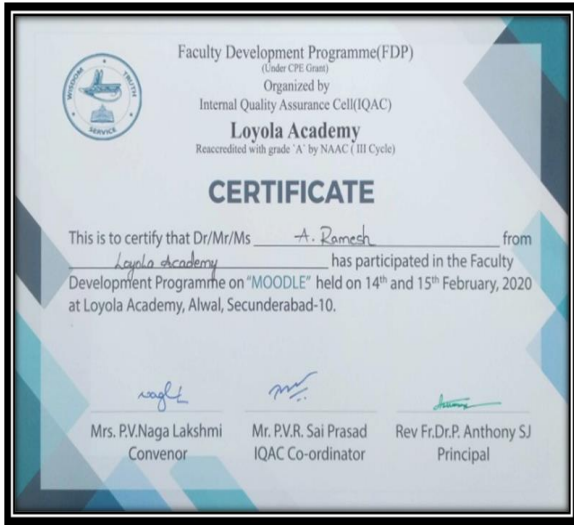 WISDOM TRUTH
SERVICE
Faculty Development Programme(FDP)
(Under CPE Grant)
Organized by
Internal Quality Assurance Cell(IQAC)
Loyola Academy
Reaccredited with grade `A` by NAAC ( III Cycle)
CERTIFICATE
This is to certify that Dr/Mr/Ms A. Ramesh from
Loyola Academy has participated in the Faculty
Development Programme on "MOODLE" held on 14th and 15th February, 2020
at Loyola Academy, Alwal, Secunderabad-10.
Mrs. P.V.Naga Lakshmi Mr. P.V.R. Sai Prasad Rev Fr.Dr.P. Anthony SJ
Convenor IQAC Co-ordinator Principal